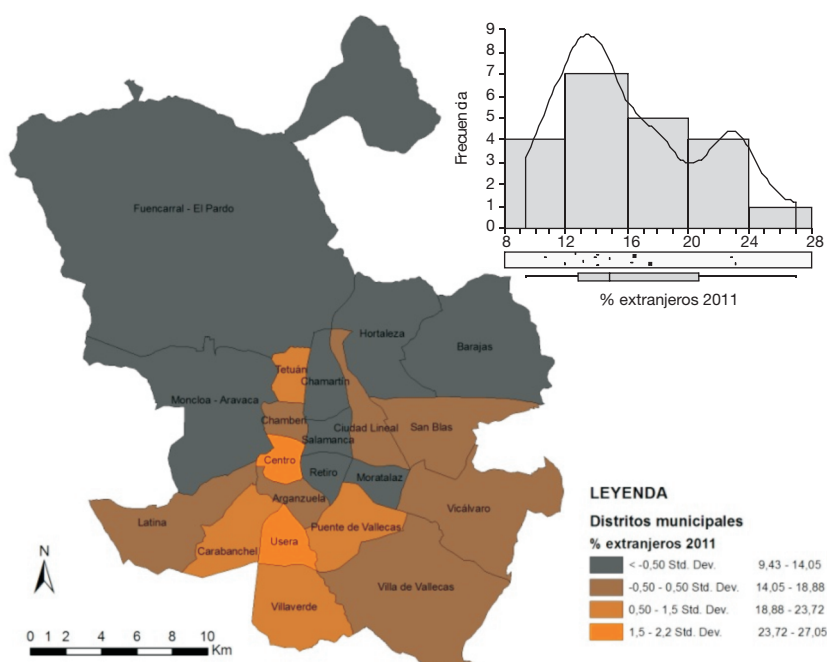 9
8
7
6
5
4
3
2
1
0
Frecuencia
8 12 16 20 24 28
% extranjeros 2011
Fuencarral - El Pardo
Hortaleza
Barajas
Tetuán
Chamartín
Moncloa - Aravaca
Chamberí
Ciudad Lineal
San Blas
Salamanca
Centro
Retiro
Moratalaz
Arganzuela
Latina
Vicálvaro
Puente de Vallecas
Usera
Carabanchel
Villa de Vallecas
Villaverde
N
0 1 2 4 6 8 10
Km
LEYENDA
Distritos municipales
% extranjeros 2011
< -0,50 Std. Dev. 9,43 - 14,05
-0,50 - 0,50 Std. Dev. 14,05 - 18,88
0,50 - 1,5 Std. Dev. 18,88 - 23,72
1,5 - 2,2 Std. Dev. 23,72 - 27,05